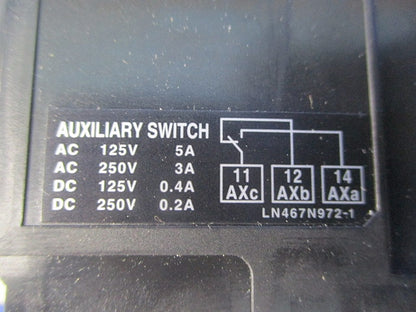 AUXILIARY SWITCH
AC 125V 5A
AC 250V 3A
DC 125V 0.4A
DC 250V 0.2A
11 12 14
AXc AXb AXa
LN467N972-1